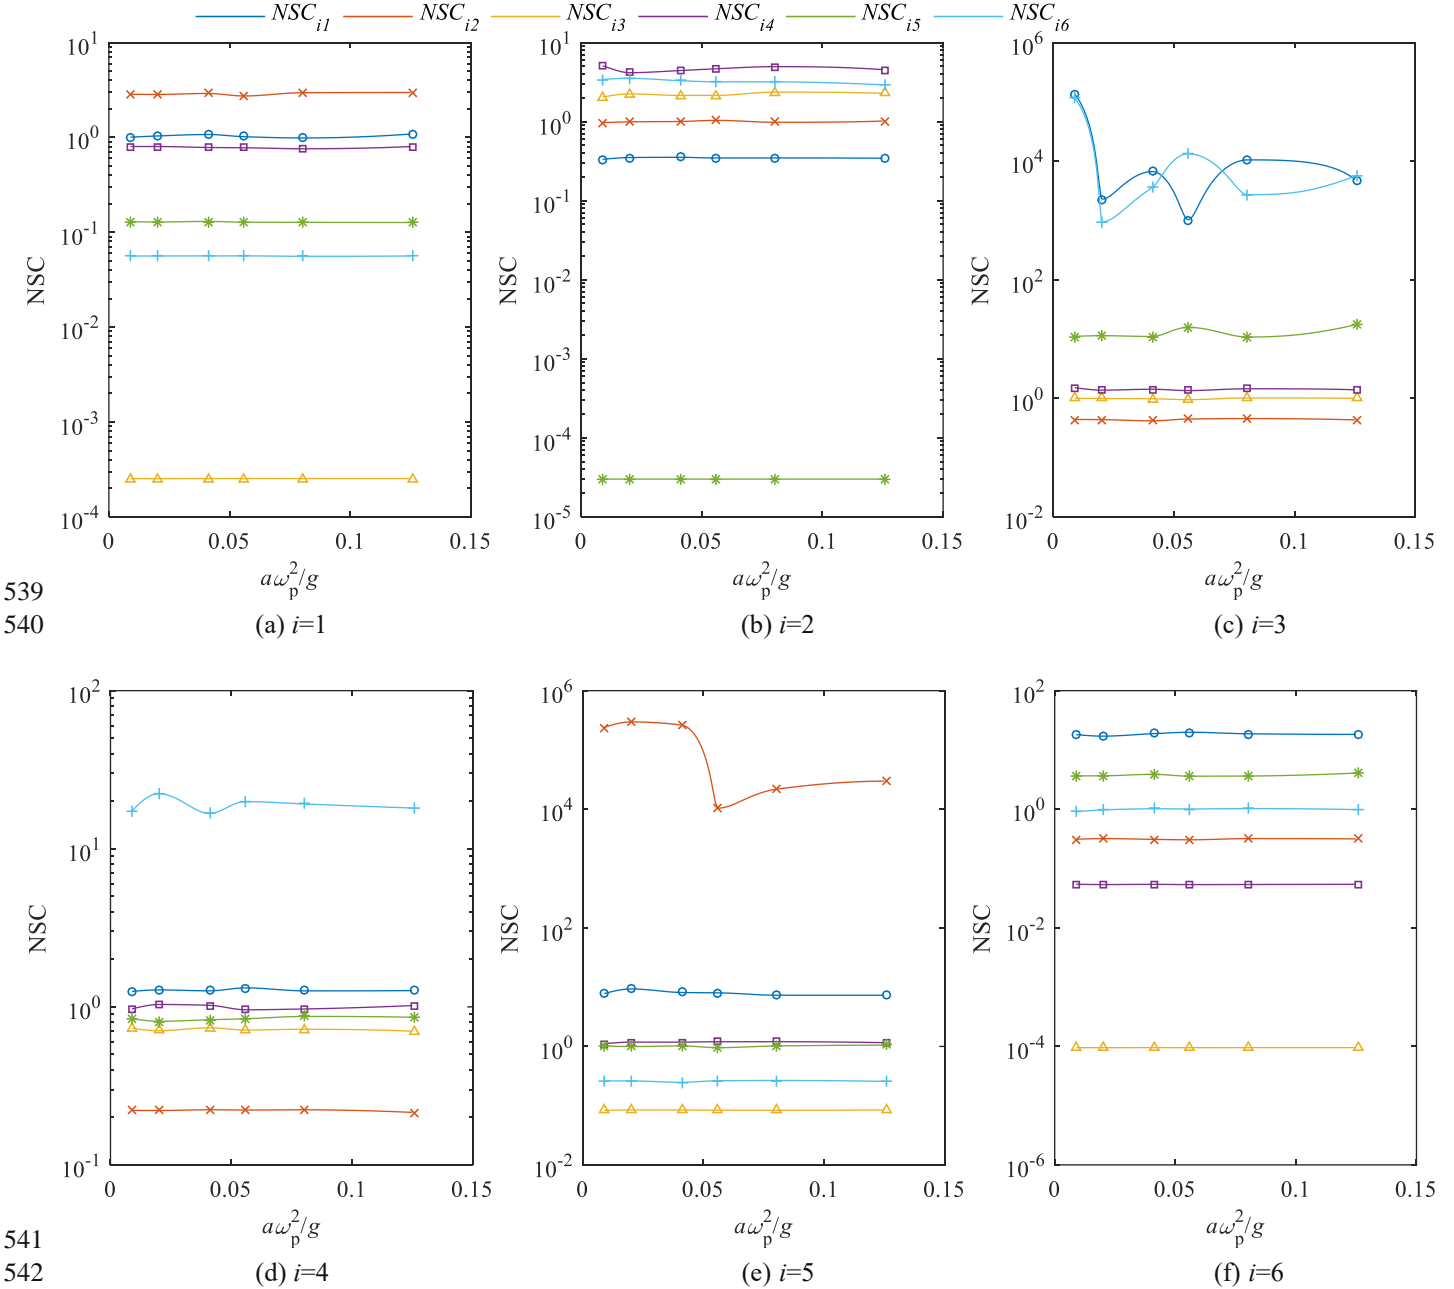 NSC_i1 NSC_i2 NSC_i3 NSC_i4 NSC_i5 NSC_i6
10^1 10^1 10^6
10^0 10^0 10^4
10^-1 10^-1 10^2
10^-2 10^-2 10^0
10^-3 10^-3 10^-2
10^-4 10^-4
10^-5
NSC NSC NSC
0 0.05 0.1 0.15 0 0.05 0.1 0.15 0 0.05 0.1 0.15
aω_p^2/g aω_p^2/g aω_p^2/g
539
540 (a) i=1 (b) i=2 (c) i=3
10^2 10^6 10^2
10^1 10^4 10^0
10^0 10^2 10^-2
10^-1 10^0 10^-4
10^-2 10^-6
NSC NSC NSC
0 0.05 0.1 0.15 0 0.05 0.1 0.15 0 0.05 0.1 0.15
aω_p^2/g aω_p^2/g aω_p^2/g
541
542 (d) i=4 (e) i=5 (f) i=6